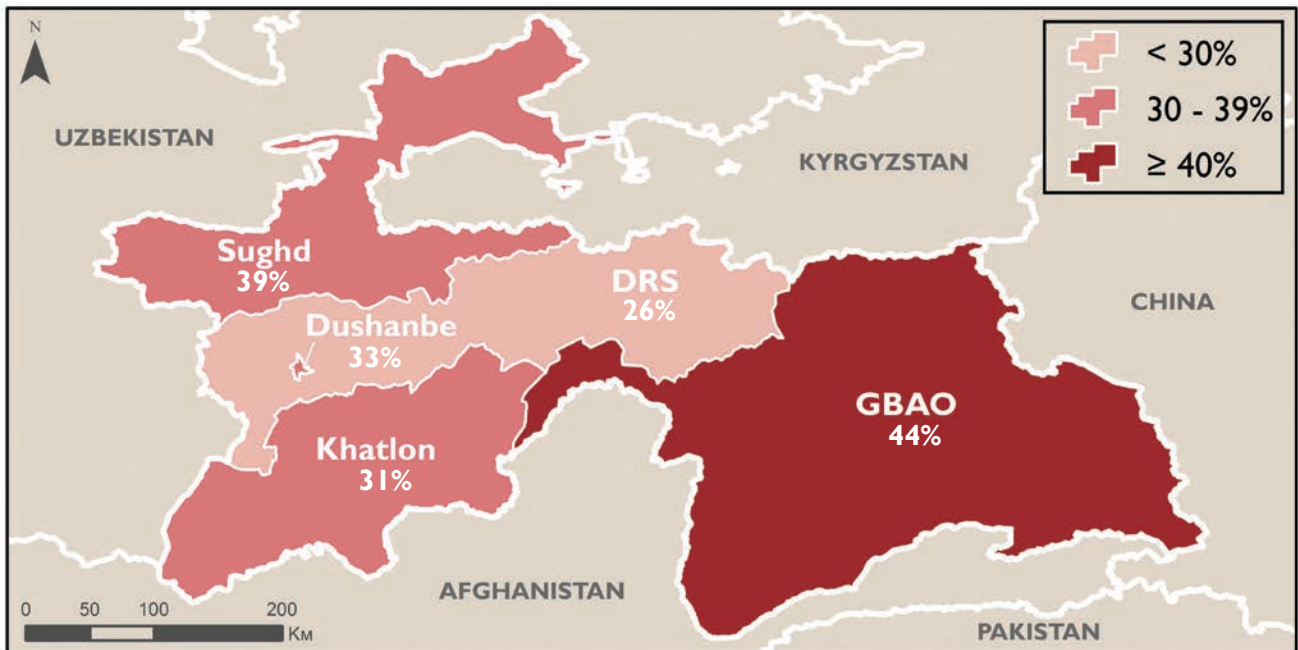 N
< 30%
30 - 39%
≥ 40%
UZBEKISTAN
KYRGYZSTAN
CHINA
Sughd
39%
DRS
26%
Dushanbe
33%
GBAO
44%
Khatlon
31%
AFGHANISTAN
PAKISTAN
0 50 100 200
Km